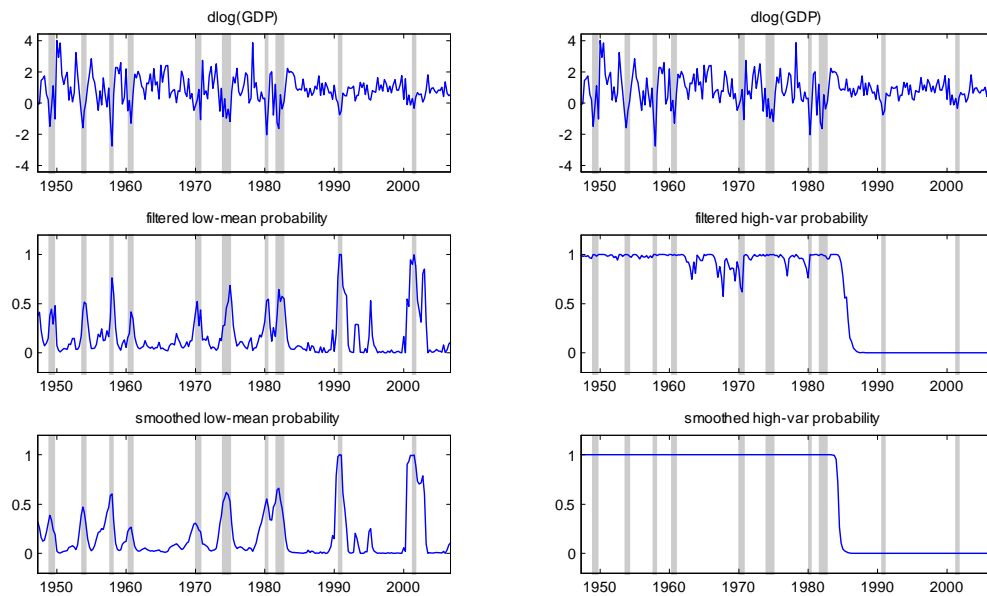 dlog(GDP)
4
2
0
-2
-4
1950 1960 1970 1980 1990 2000
dlog(GDP)
4
2
0
-2
-4
1950 1960 1970 1980 1990 2000
filtered low-mean probability
1
0.5
0
1950 1960 1970 1980 1990 2000
filtered high-var probability
1
0.5
0
1950 1960 1970 1980 1990 2000
smoothed low-mean probability
1
0.5
0
1950 1960 1970 1980 1990 2000
smoothed high-var probability
1
0.5
0
1950 1960 1970 1980 1990 2000